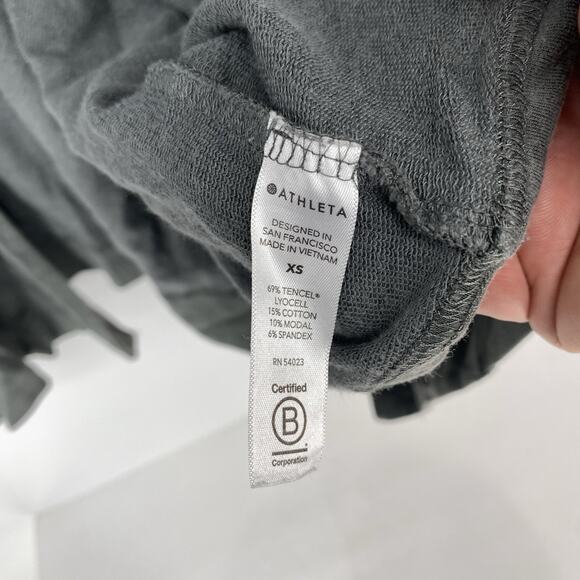 ATHLETA
DESIGNED IN
SAN FRANCISCO
MADE IN VIETNAM
XS
69% TENCEL®
LYOCELL
15% COTTON
10% MODAL
6% SPANDEX
RN 54023
Certified
B
Corporation